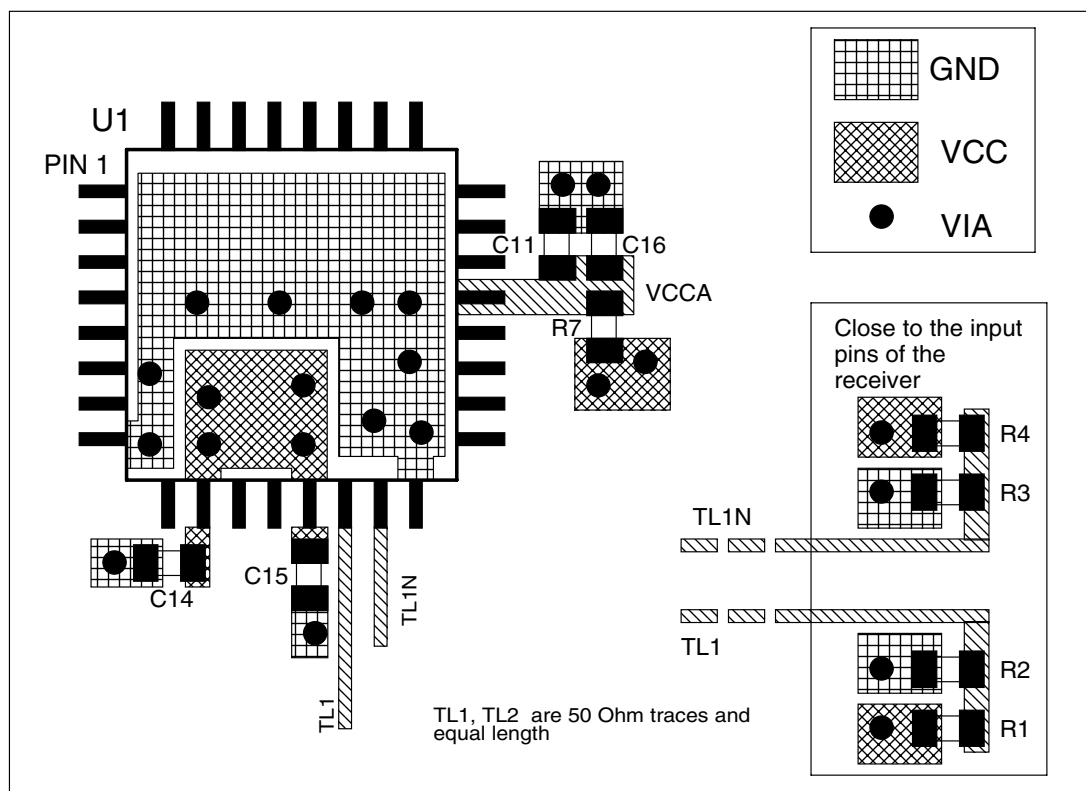 U1
PIN 1
GND
VCC
VIA
C11
C16
VCCA
R7
Close to the input
pins of the
receiver
R4
R3
TL1N
C15
C14
TL1N
TL1
TL1
R2
R1
TL1, TL2 are 50 Ohm traces and
equal length